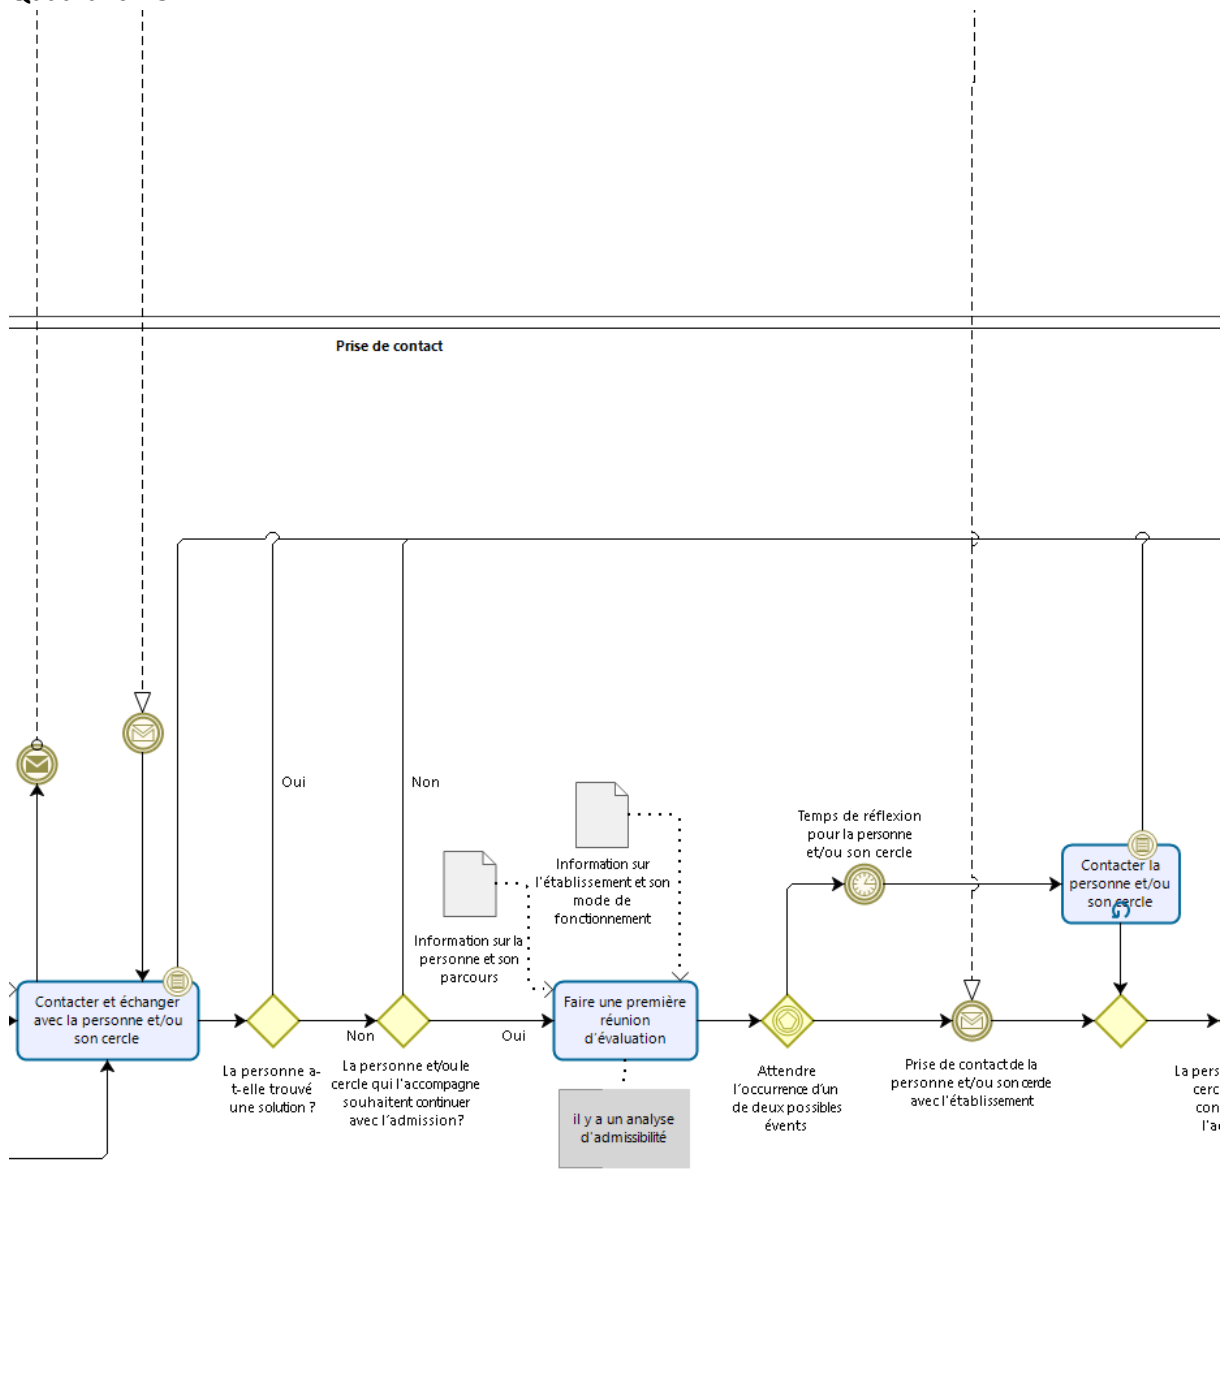 Prise de contact
Oui
Non
Temps de réflexion
pour la personne
et/ou son cercle
Information sur
l'établissement et son
mode de
fonctionnement
Contacter la
personne et/ou
son cercle
Information sur la
personne et son
parcours
Contacter et échanger
avec la personne et/ou
son cercle
Faire une première
réunion
d'évaluation
Non
Oui
La personne a-
t-elle trouvé
une solution ?
La personne et/ou le
cercle qui l'accompagne
souhaitent continuer
avec l'admission?
Attendre
l'occurrence d'un
de deux possibles
évents
Prise de contact de la
personne et/ou son cercle
avec l'établissement
La pers
cerc
con
l'a
il y a un analyse
d'admissibilité